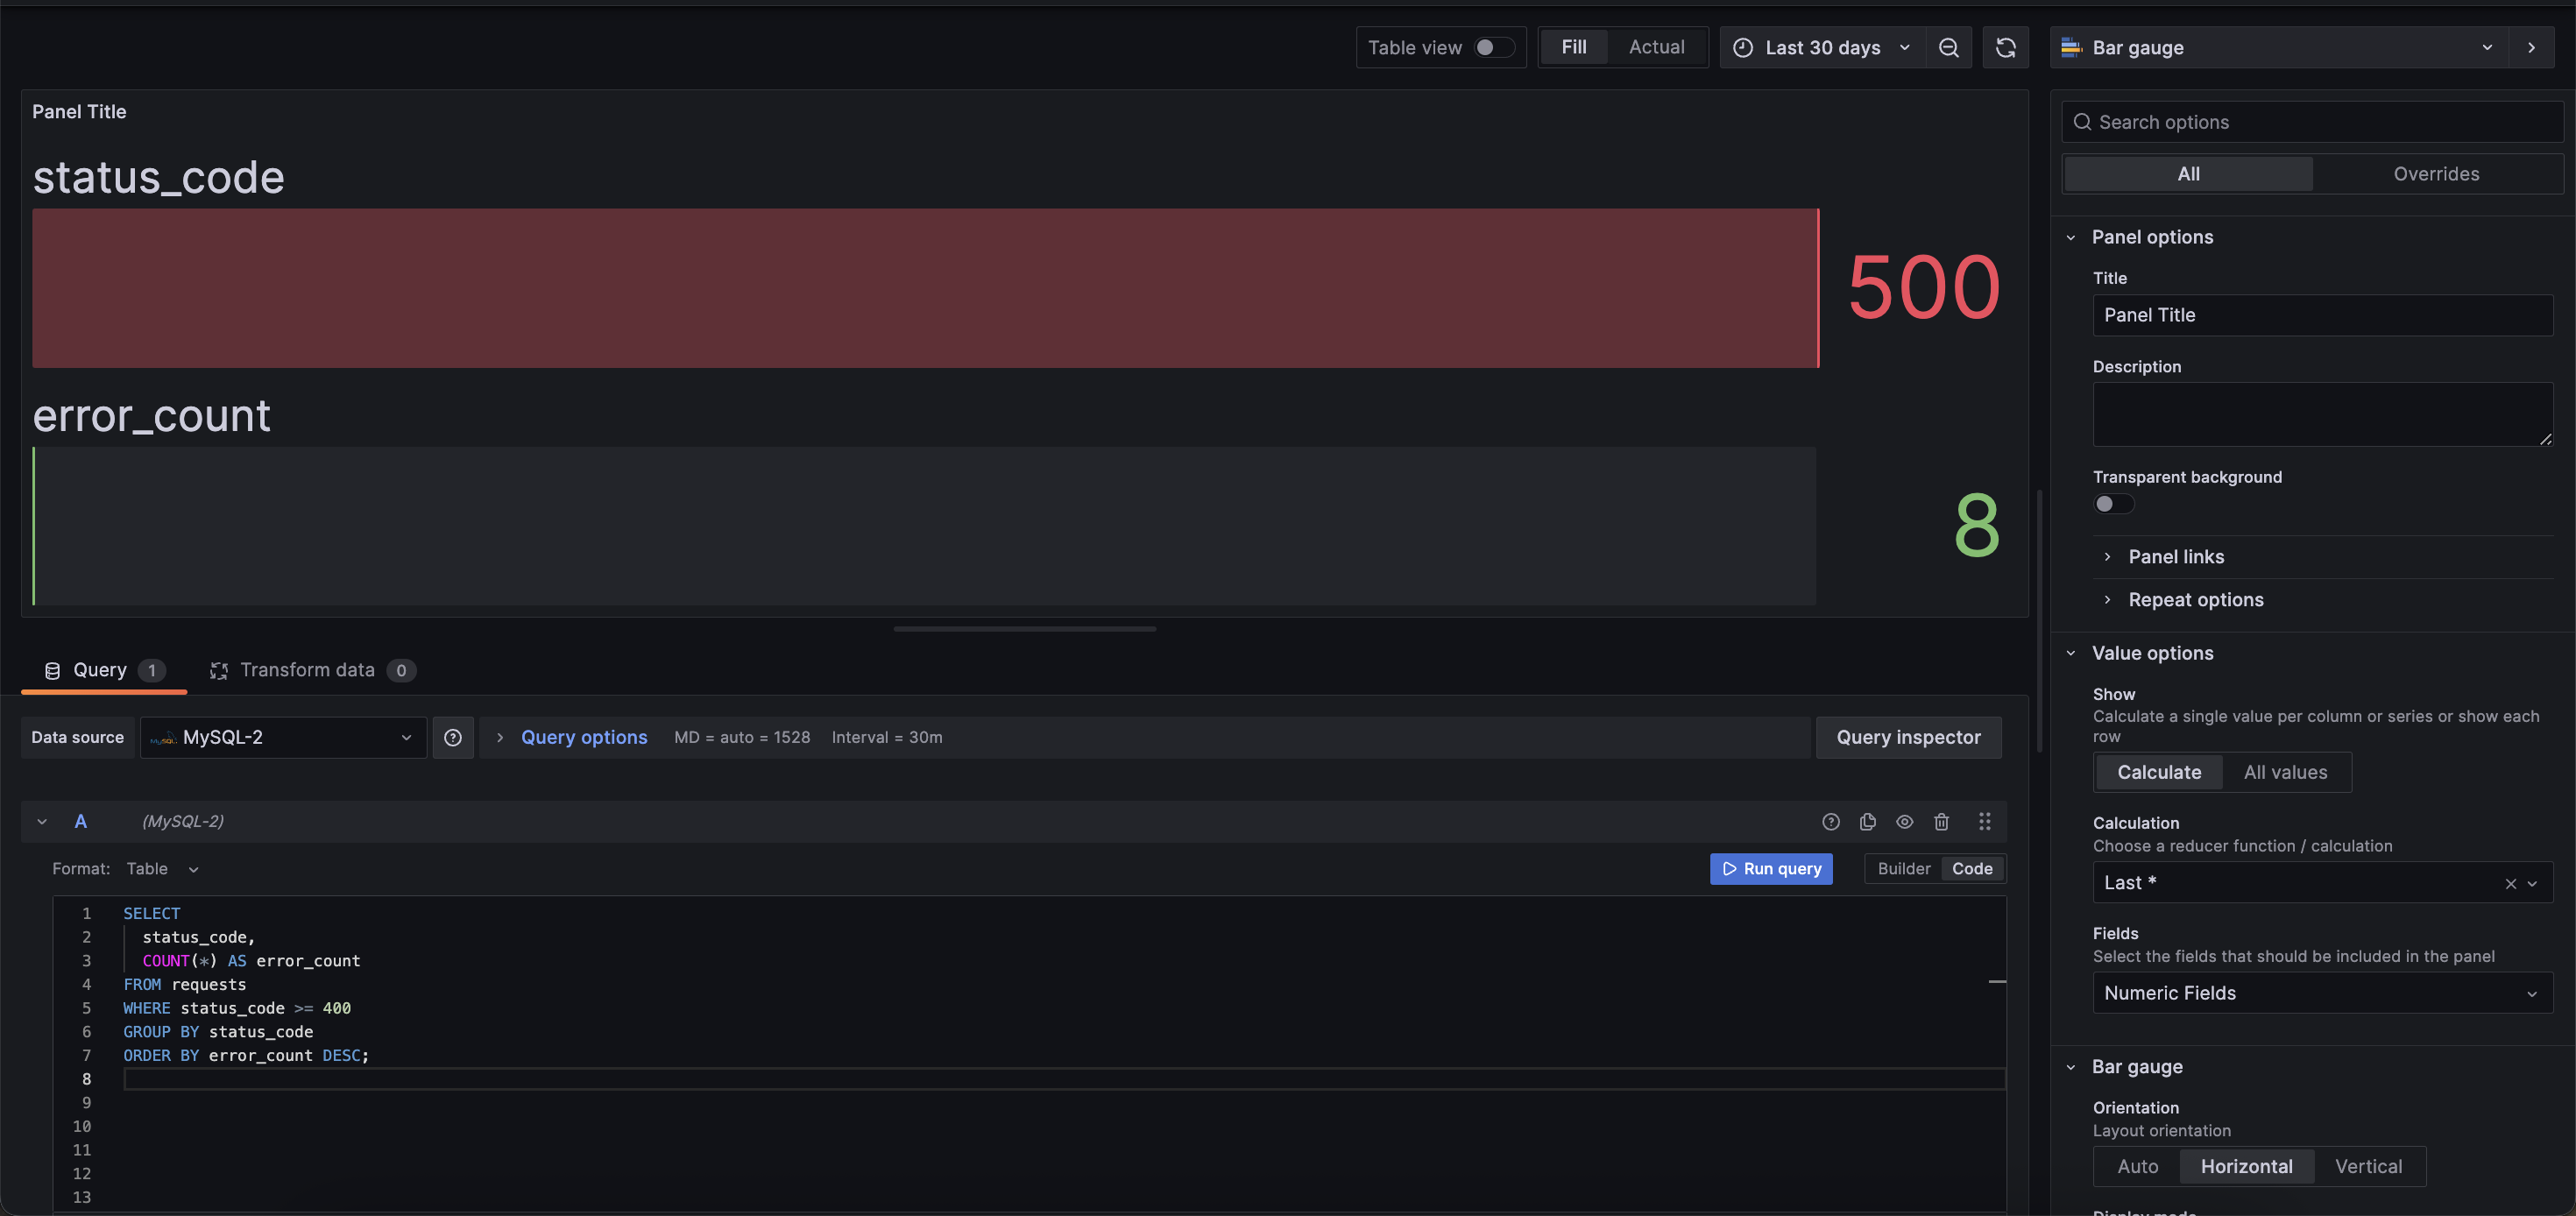 Table view
Fill
Actual
Last 30 days
Bar gauge
Panel Title
status_code
500
error_count
8
Query 1
Transform data 0
Data source
MySQL-2
Query options
MD = auto = 1528
Interval = 30m
Query inspector
A
(MySQL-2)
Format: Table
Run query
Builder
Code
1 SELECT
2 status_code,
3 COUNT(*) AS error_count
4 FROM requests
5 WHERE status_code >= 400
6 GROUP BY status_code
7 ORDER BY error_count DESC;
8
9
10
11
12
13
Search options
All
Overrides
Panel options
Title
Panel Title
Description
Transparent background
Panel links
Repeat options
Value options
Show
Calculate a single value per column or series or show each
row
Calculate
All values
Calculation
Choose a reducer function / calculation
Last *
Fields
Select the fields that should be included in the panel
Numeric Fields
Bar gauge
Orientation
Layout orientation
Auto
Horizontal
Vertical